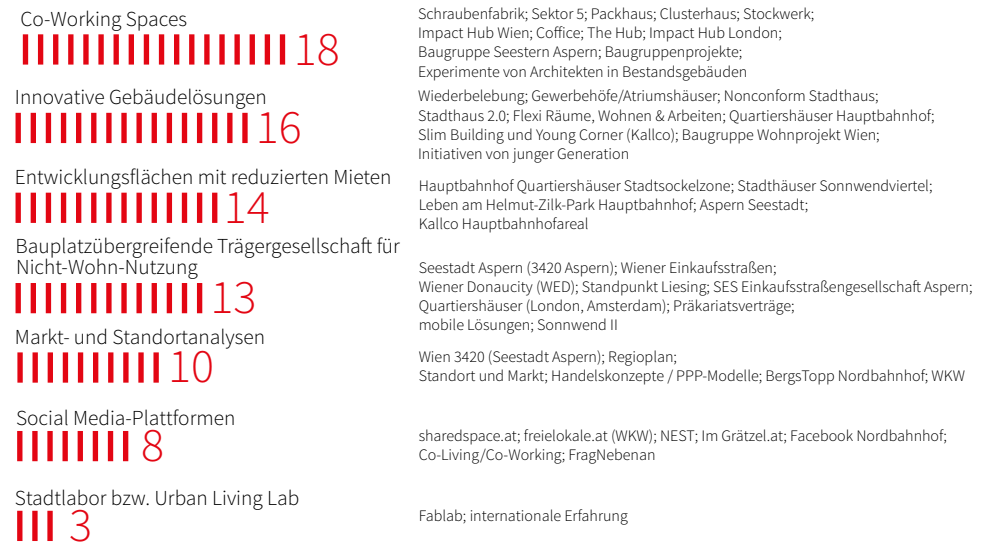 Co-Working Spaces
18
Schraubenfabrik; Sektor 5; Packhaus; Clusterhaus; Stockwerk;
Impact Hub Wien; Coffice; The Hub; Impact Hub London;
Baugruppe Seestern Aspern; Baugruppenprojekte;
Experimente von Architekten in Bestandsgebäuden
Innovative Gebäudelösungen
16
Wiederbelebung; Gewerbehöfe/Atriumshäuser; Nonconform Stadthaus;
Stadthaus 2.0; Flexi Räume, Wohnen & Arbeiten; Quartiershäuser Hauptbahnhof;
Slim Building und Young Corner (Kallco); Baugruppe Wohnprojekt Wien;
Initiativen von junger Generation
Entwicklungsflächen mit reduzierten Mieten
14
Hauptbahnhof Quartiershäuser Stadtsockelzone; Stadthäuser Sonnwendviertel;
Leben am Helmut-Zilk-Park Hauptbahnhof; Aspern Seestadt;
Kallco Hauptbahnhofareal
Bauplatzübergreifende Trägergesellschaft für
Nicht-Wohn-Nutzung
13
Seestadt Aspern (3420 Aspern); Wiener Einkaufsstraßen;
Wiener Donaucity (WED); Standpunkt Liesing; SES Einkaufsstraßengesellschaft Aspern;
Quartiershäuser (London, Amsterdam); Präkariatsverträge;
mobile Lösungen; Sonnwend II
Markt- und Standortanalysen
10
Wien 3420 (Seestadt Aspern); Regioplan;
Standort und Markt; Handelskonzepte / PPP-Modelle; BergsTopp Nordbahnhof; WKW
Social Media-Plattformen
8
sharedspace.at; freielokale.at (WKW); NEST; Im Grätzel.at; Facebook Nordbahnhof;
Co-Living/Co-Working; FragNebenan
Stadtlabor bzw. Urban Living Lab
3
Fablab; internationale Erfahrung